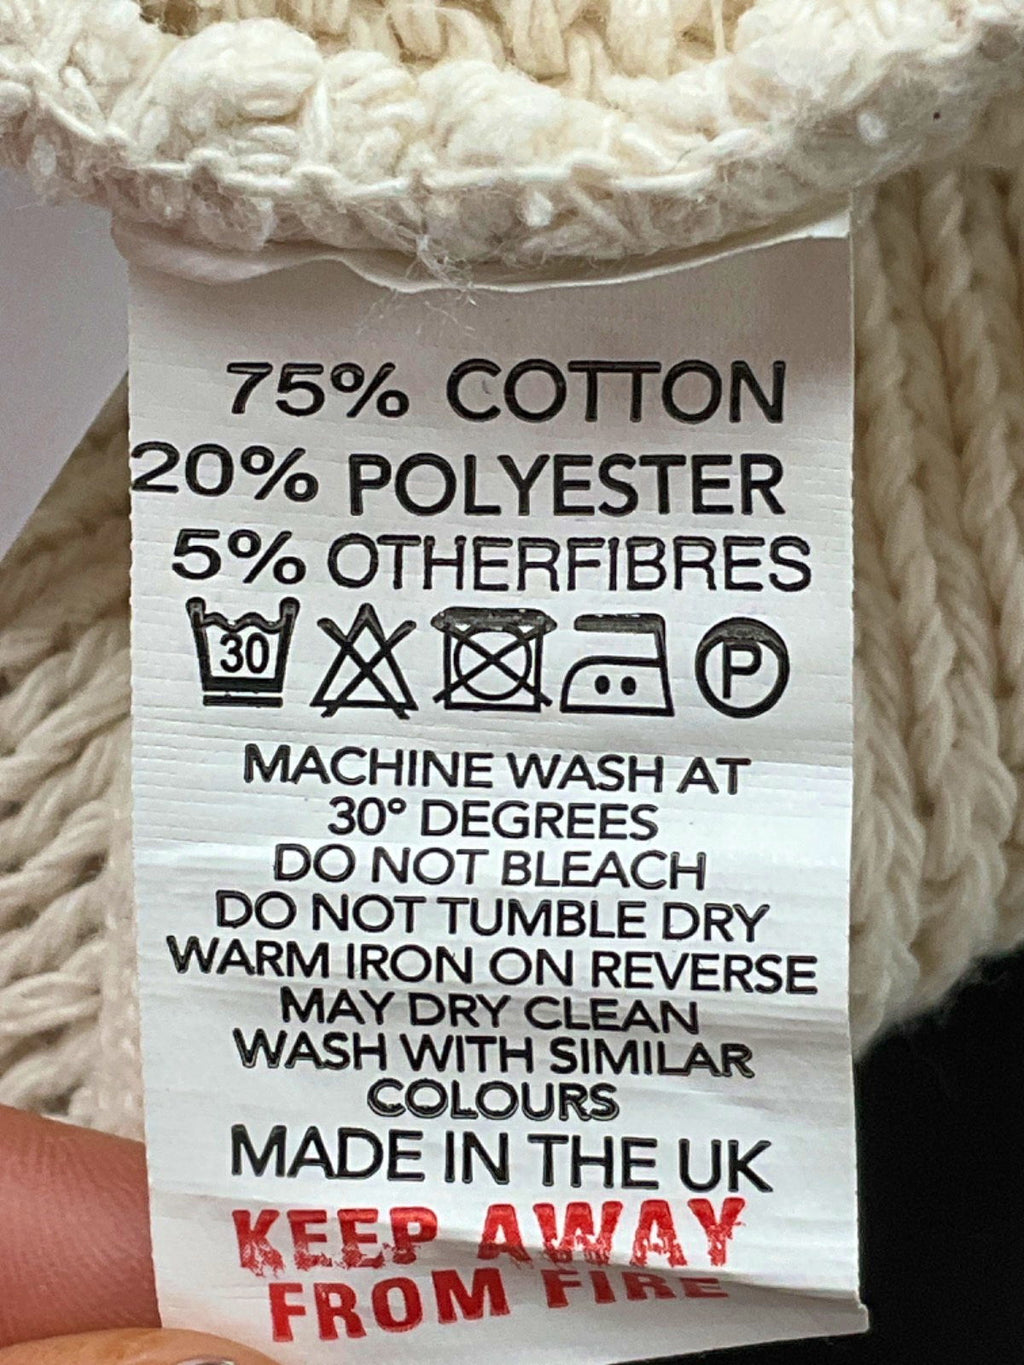 75% COTTON
20% POLYESTER
5% OTHERFIBRES
30 P
MACHINE WASH AT
30° DEGREES
DO NOT BLEACH
DO NOT TUMBLE DRY
WARM IRON ON REVERSE
MAY DRY CLEAN
WASH WITH SIMILAR
COLOURS
MADE IN THE UK
KEEP AWAY
FROM FIRE